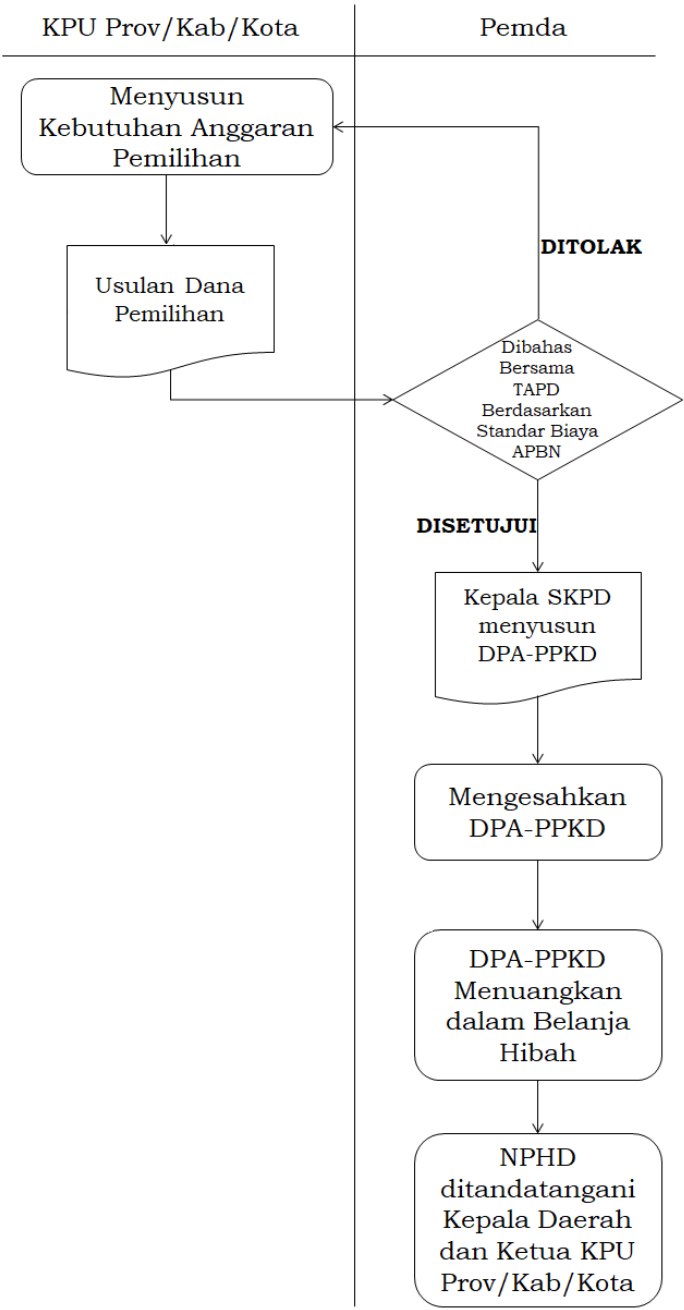 KPU Prov/Kab/Kota
Pemda
Menyusun
Kebutuhan Anggaran
Pemilihan
Usulan Dana
Pemilihan
DITOLAK
Dibahas
Bersama
TAPD
Berdasarkan
Standar Biaya
APBN
DISETUJUI
Kepala SKPD
menyusun
DPA-PPKD
Mengesahkan
DPA-PPKD
DPA-PPKD
Menuangkan
dalam Belanja
Hibah
NPHD
ditandatangani
Kepala Daerah
dan Ketua KPU
Prov/Kab/Kota